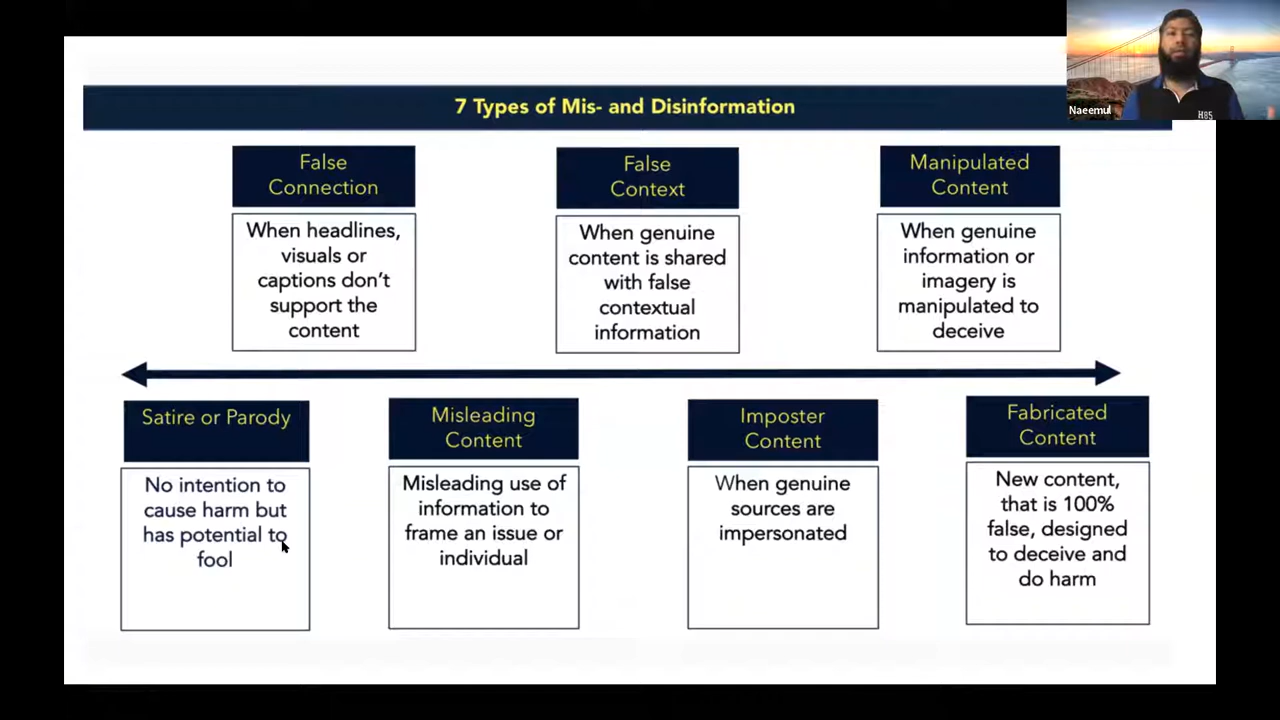 7 Types of Mis- and Disinformation
Naeemul
H85
False
Connection
When headlines,
visuals or
captions don't
support the
content
False
Context
When genuine
content is shared
with false
contextual
information
Manipulated
Content
When genuine
information or
imagery is
manipulated to
deceive
Satire or Parody
No intention to
cause harm but
has potential to
fool
Misleading
Content
Misleading use of
information to
frame an issue or
individual
Imposter
Content
When genuine
sources are
impersonated
Fabricated
Content
New content,
that is 100%
false, designed
to deceive and
do harm